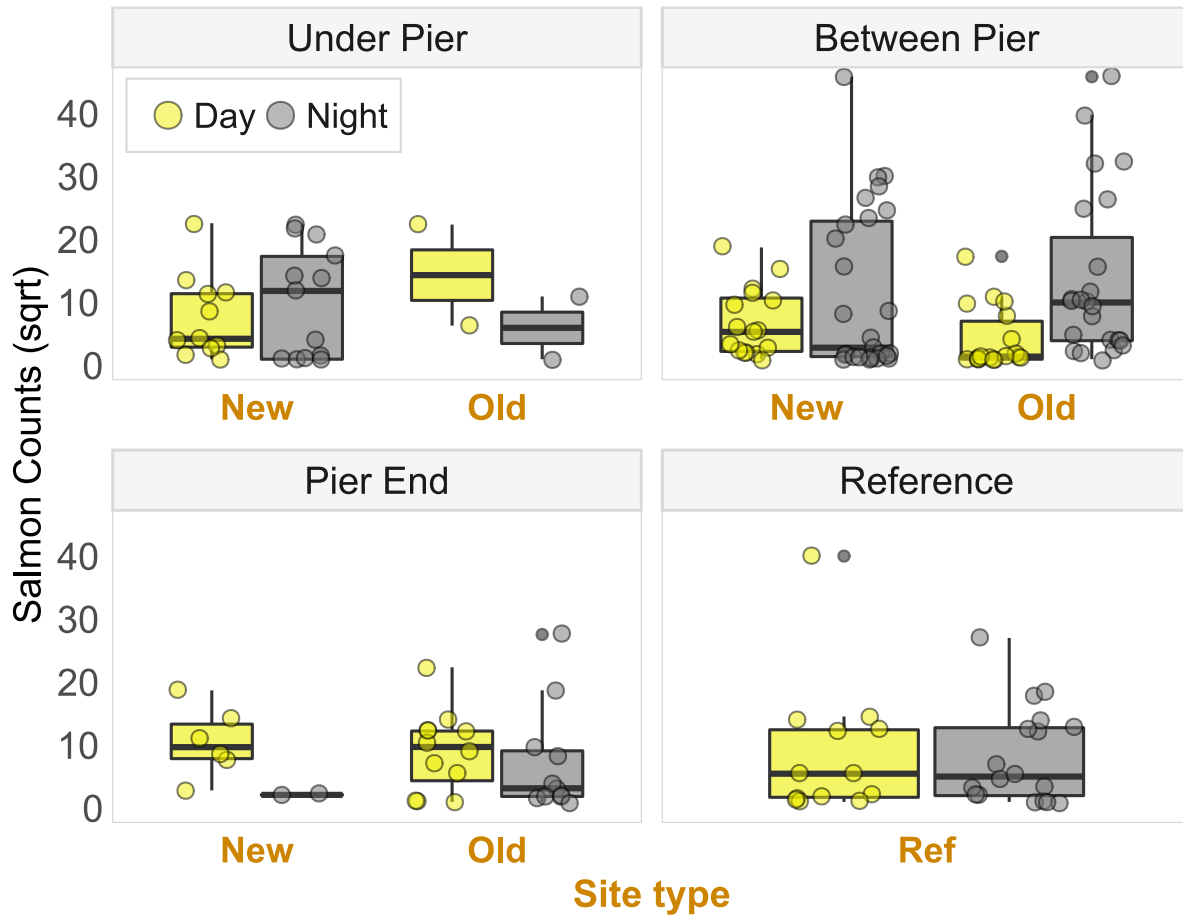 Under Pier
Between Pier
Day Night
40
30
20
10
0
New Old
New Old
Salmon Counts (sqrt)
Pier End
Reference
40
30
20
10
0
New Old
Ref
Site type